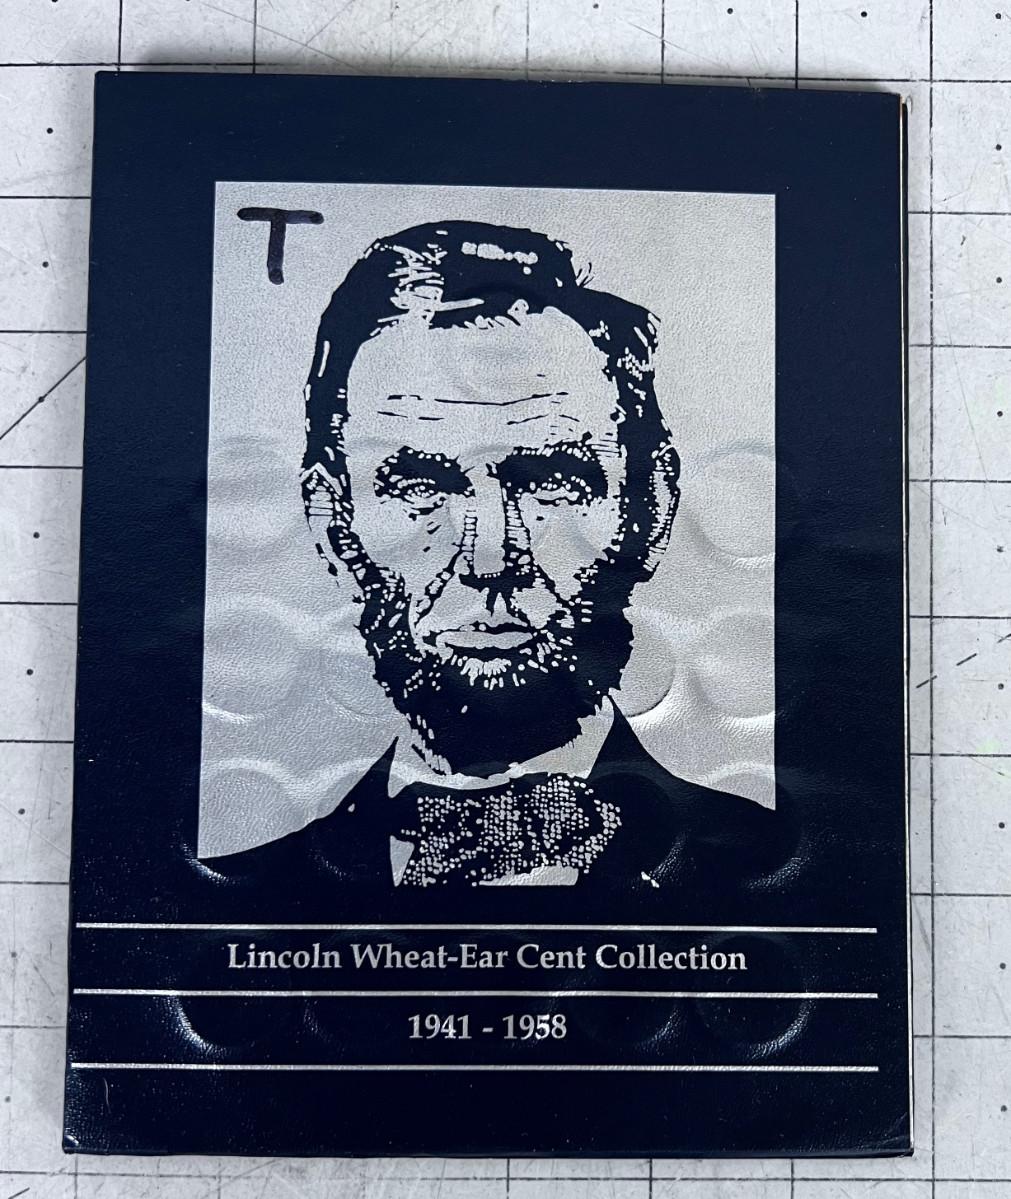 T
Lincoln Wheat-Ear Cent Collection
1941 - 1958